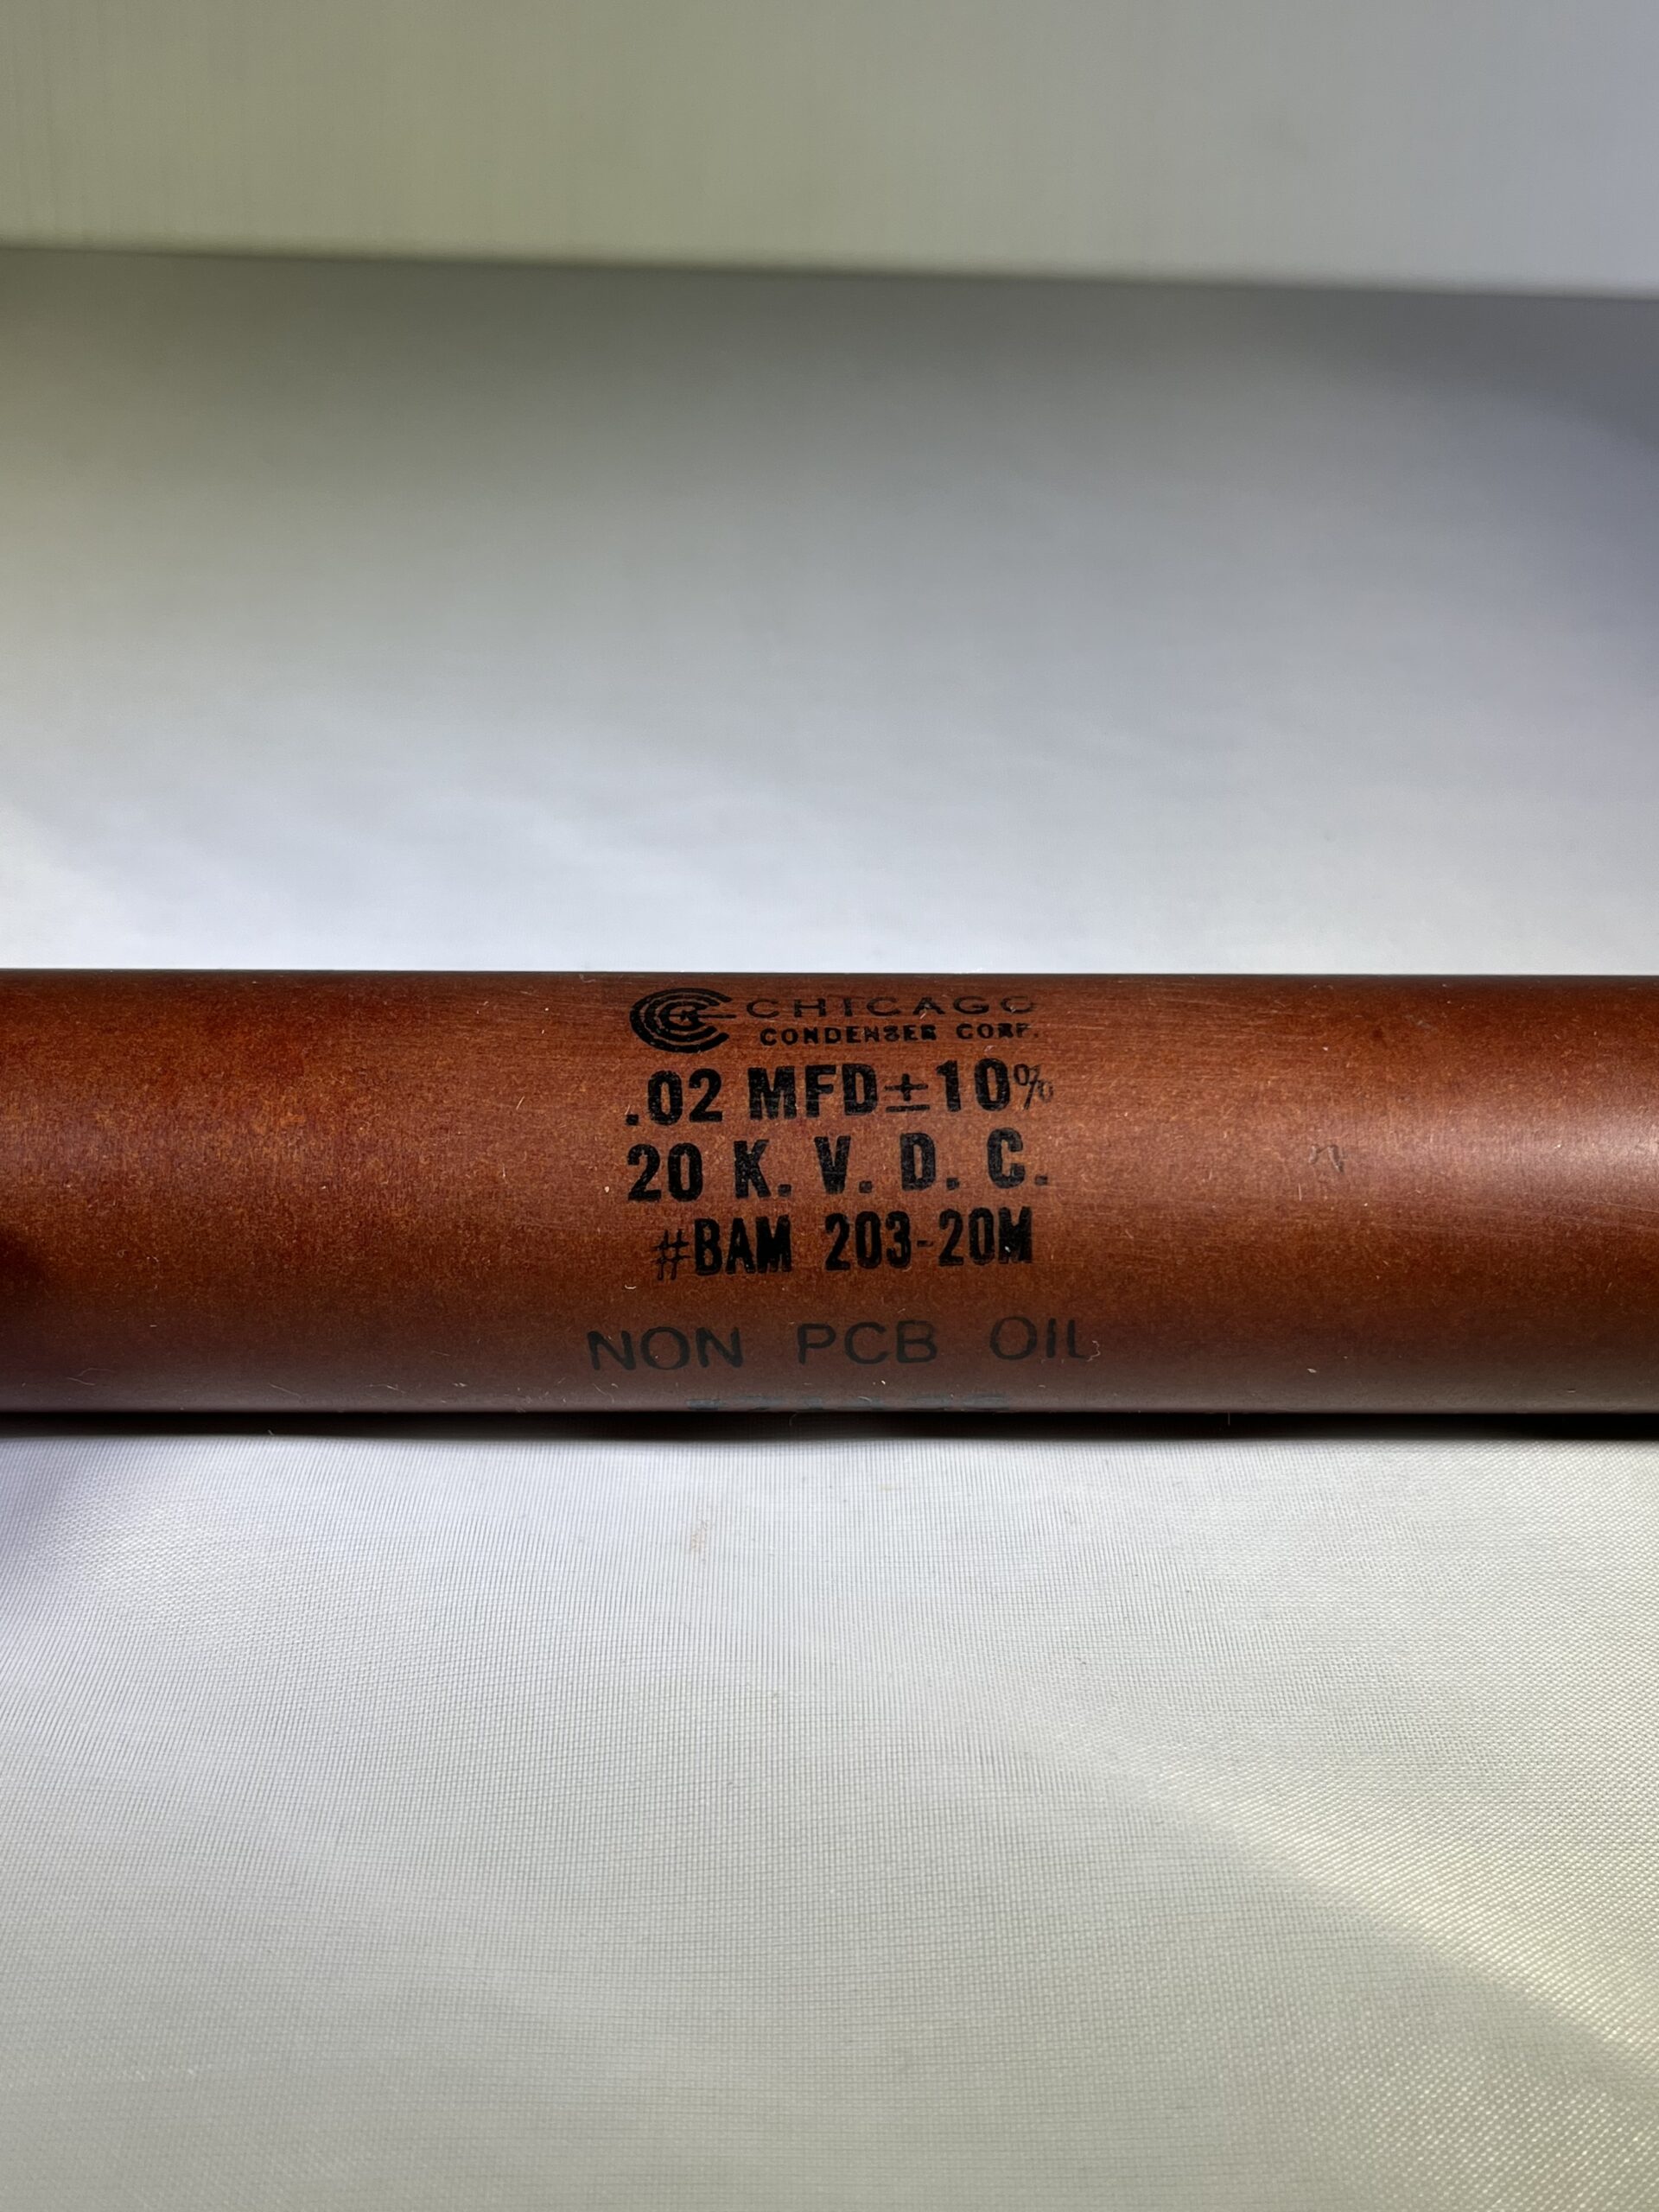 CHICAGO
CONDENSER CORP.
.02 MFD±10%
20 K. V. D. C.
#BAM 203-20M
NON PCB OIL